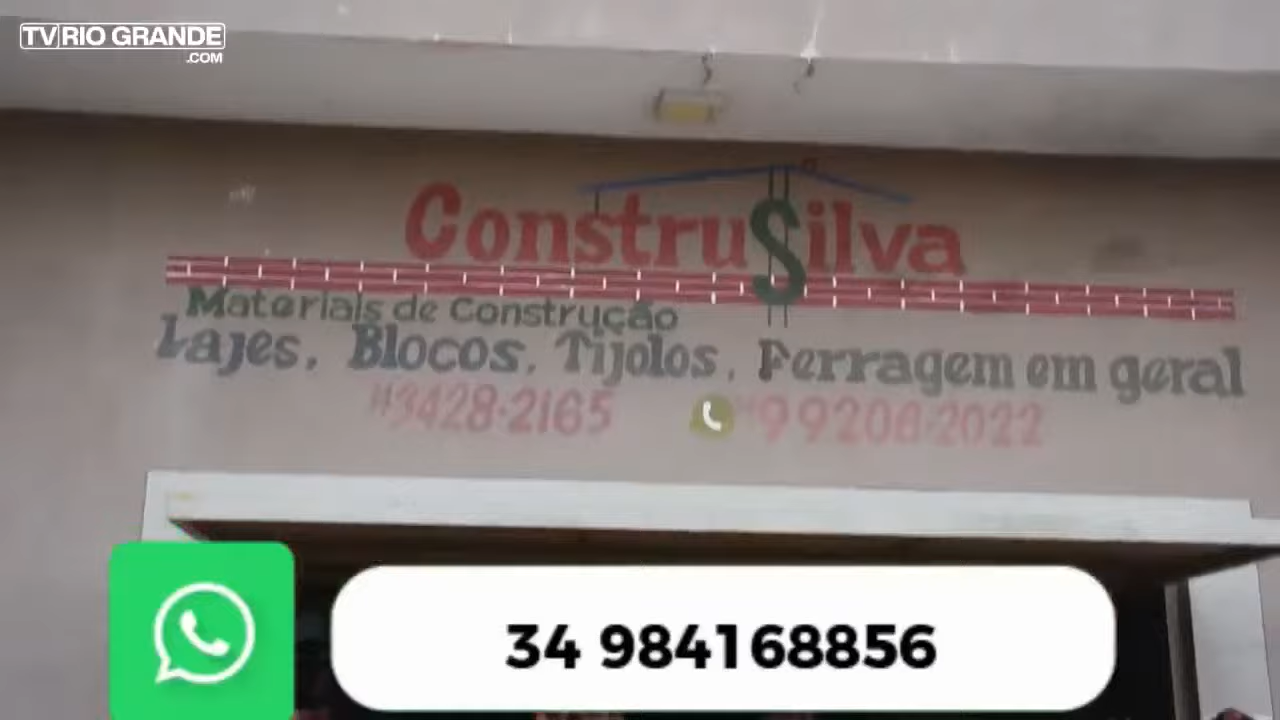 TV RIO GRANDE
.COM
ConstruSilva
Materiais de Construção
Lajes, Blocos, Tijolos, Ferragem em geral
3428-2165 99206-2022
34 984168856